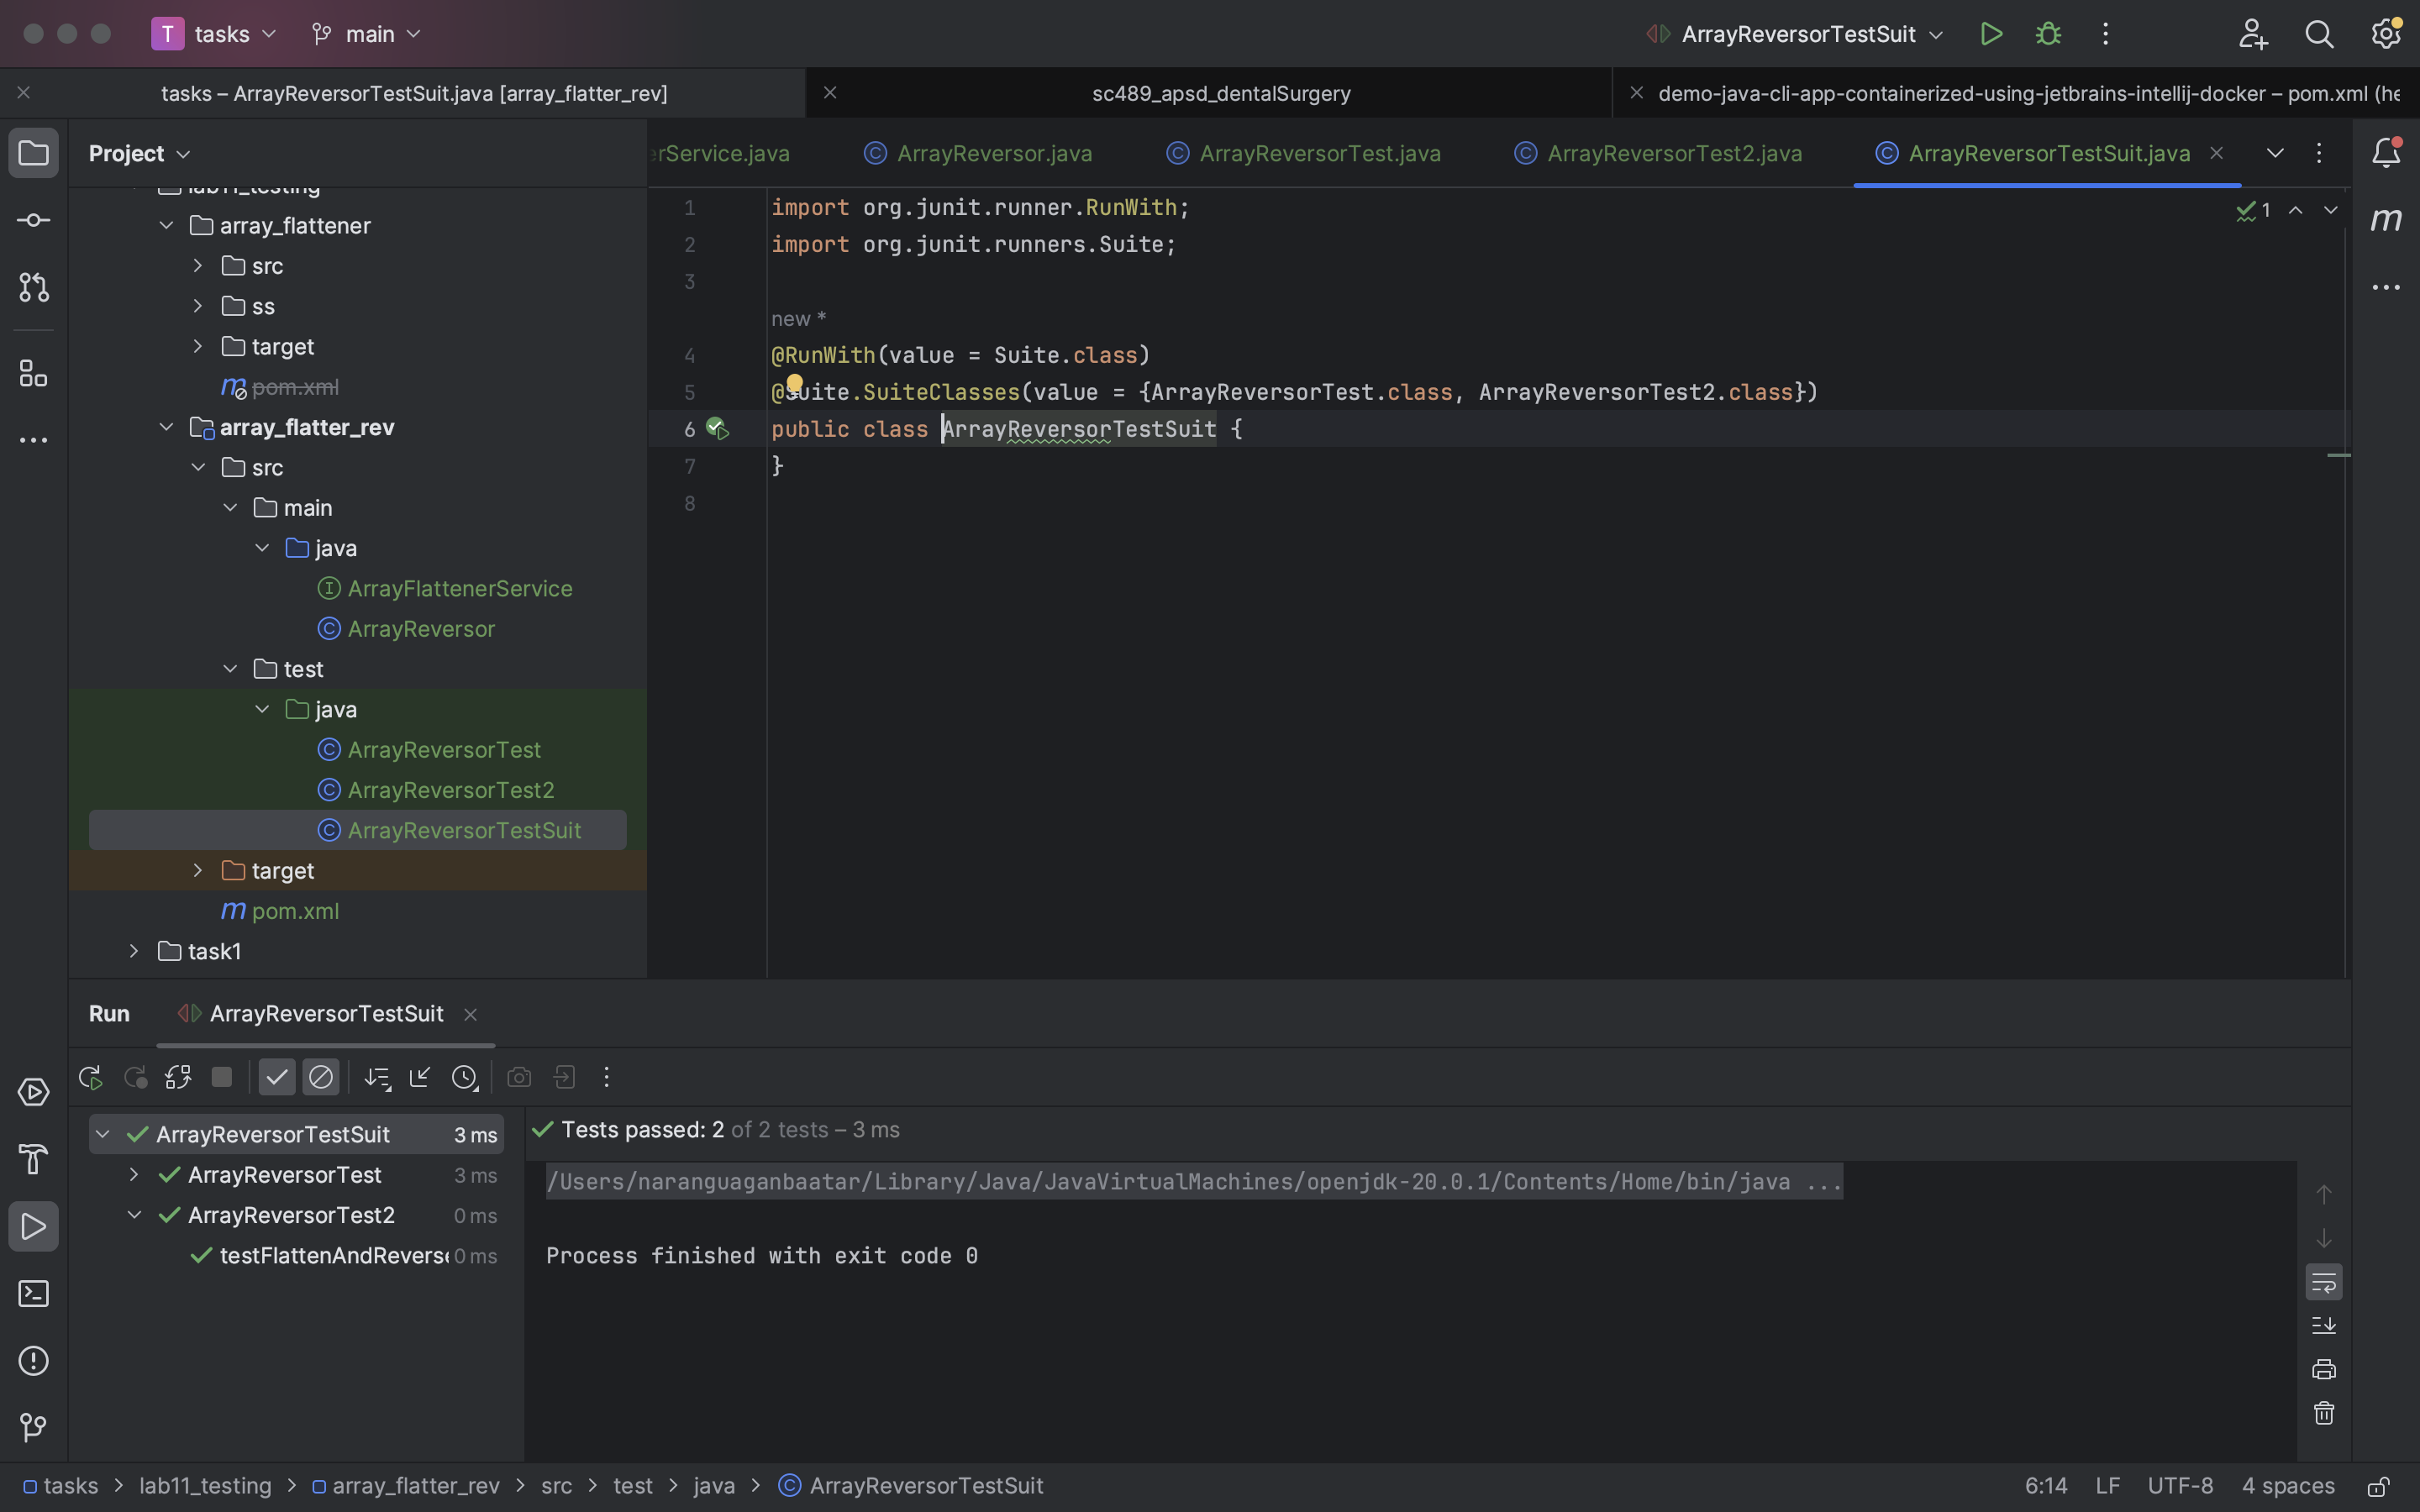 T tasks main ArrayReversorTestSuit
tasks – ArrayReversorTestSuit.java [array_flatter_rev] sc489_apsd_dentalSurgery demo-java-cli-app-containerized-using-jetbrains-intellij-docker – pom.xml (he
Project
erService.java ArrayReversor.java ArrayReversorTest.java ArrayReversorTest2.java ArrayReversorTestSuit.java
lab11_testing
array_flattener
src
ss
target
pom.xml
array_flatter_rev
src
main
java
ArrayFlattenerService
ArrayReversor
test
java
ArrayReversorTest
ArrayReversorTest2
ArrayReversorTestSuit
target
pom.xml
task1
1 import org.junit.runner.RunWith;
2 import org.junit.runners.Suite;
3
new *
4 @RunWith(value = Suite.class)
5 @Suite.SuiteClasses(value = {ArrayReversorTest.class, ArrayReversorTest2.class})
6 public class ArrayReversorTestSuit {
7 }
8
1
m
Run ArrayReversorTestSuit
ArrayReversorTestSuit 3 ms
ArrayReversorTest 3 ms
ArrayReversorTest2 0 ms
testFlattenAndReverse 0 ms
Tests passed: 2 of 2 tests – 3 ms
/Users/naranguaganbaatar/Library/Java/JavaVirtualMachines/openjdk-20.0.1/Contents/Home/bin/java ...
Process finished with exit code 0
tasks > lab11_testing > array_flatter_rev > src > test > java > ArrayReversorTestSuit 6:14 LF UTF-8 4 spaces